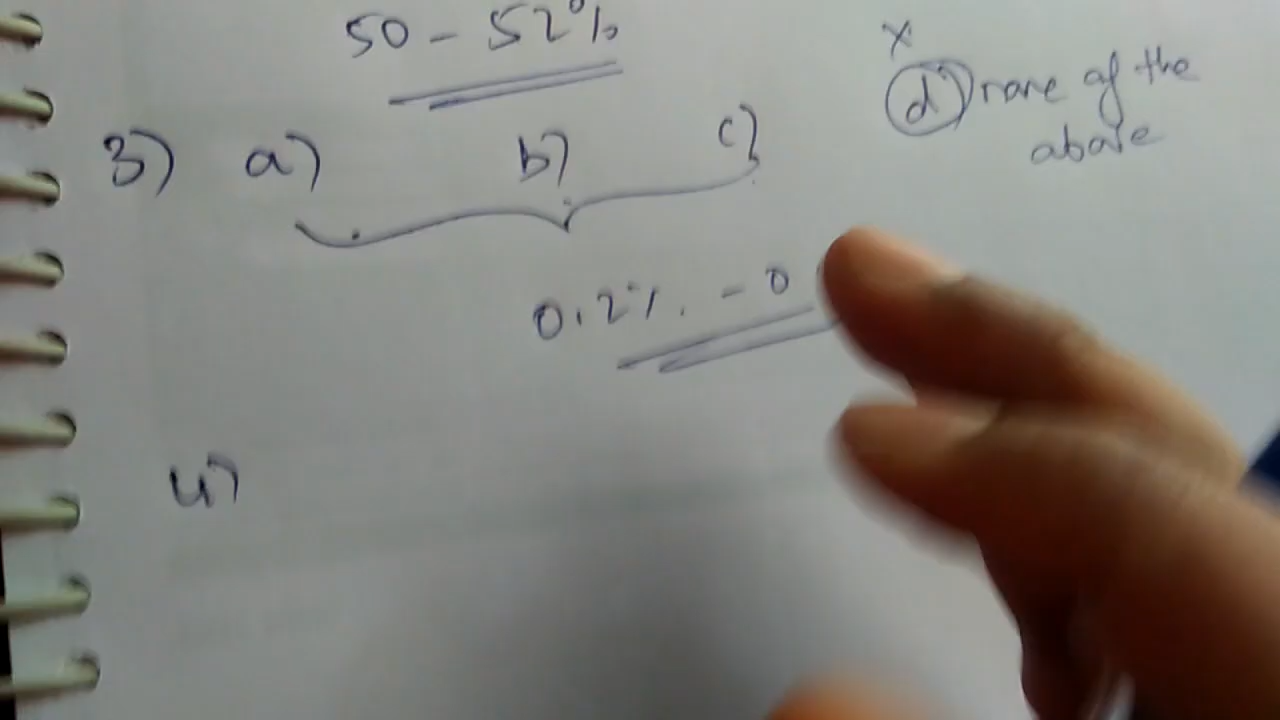 50 - 52%
x
d) none of the
above
3) a) b) c)
0.2% - 0
4)